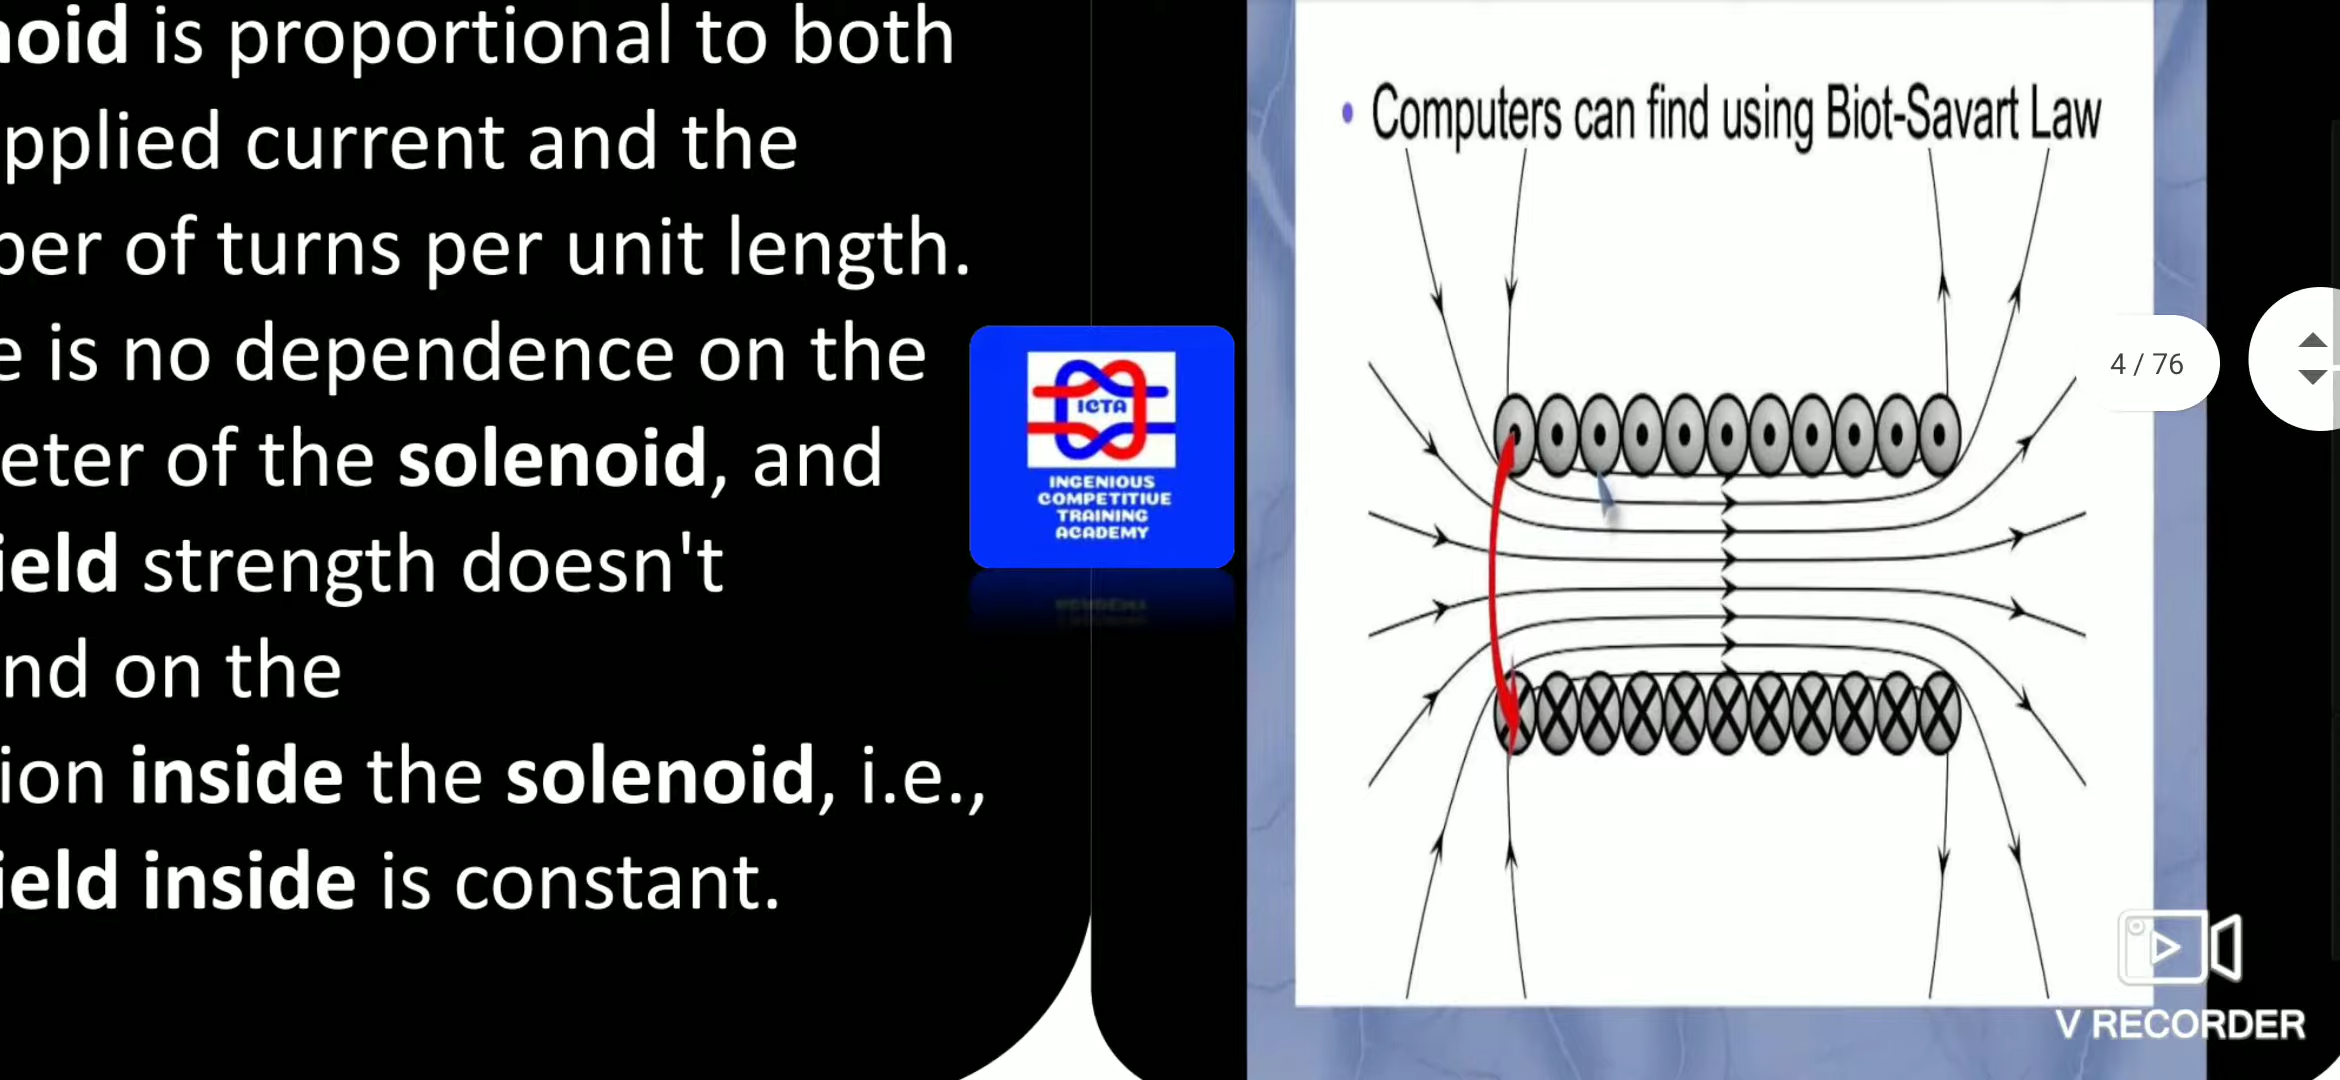 noid is proportional to both
pplied current and the
ber of turns per unit length.
e is no dependence on the
eter of the solenoid, and
ield strength doesn't
nd on the
ion inside the solenoid, i.e.,
ield inside is constant.
ICTA
INGENIOUS
COMPETITIVE
TRAINING
ACADEMY
• Computers can find using Biot-Savart Law
4 / 76
V RECORDER